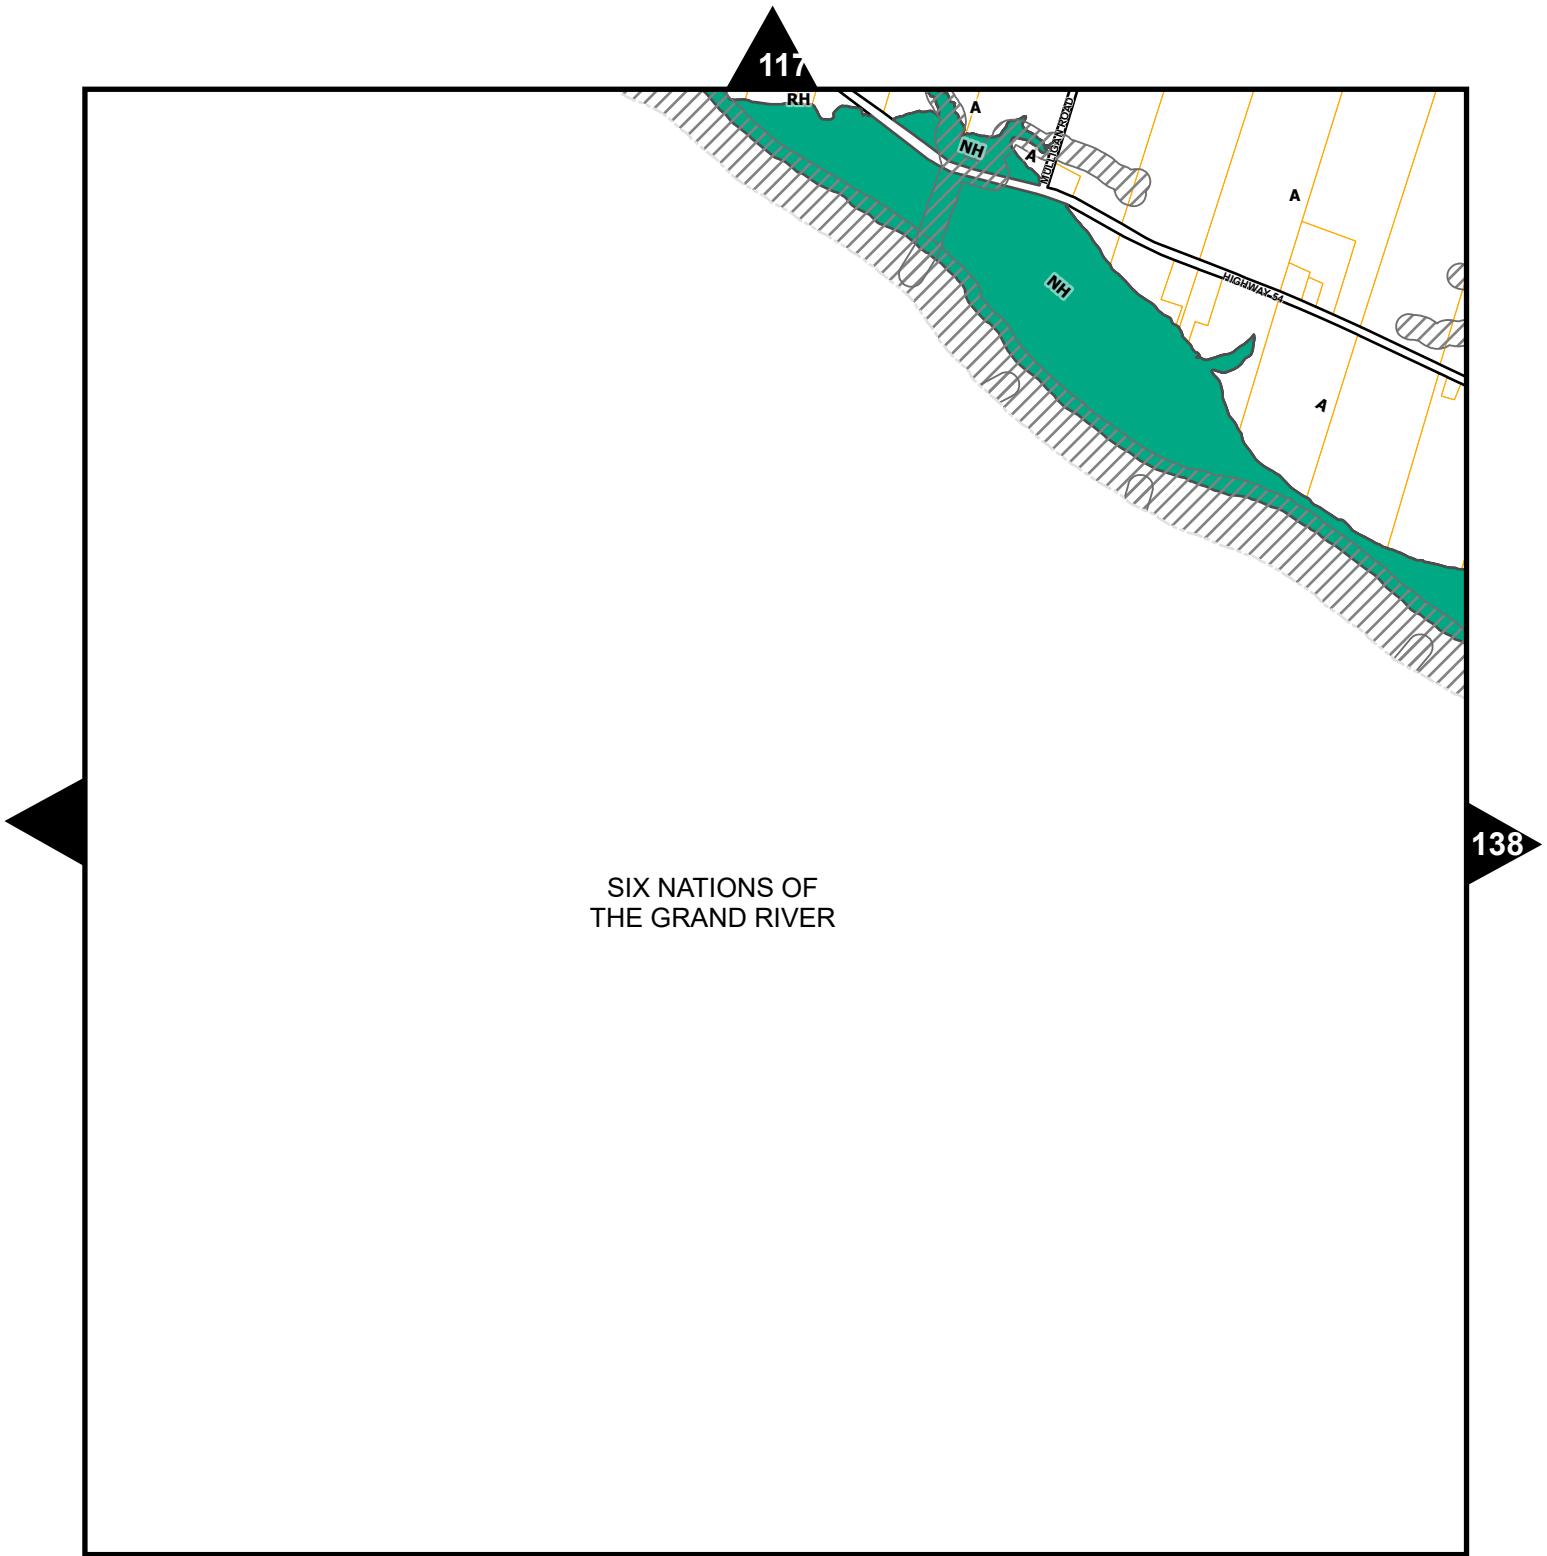 117
RH
A
NH
A
MULLIGAN ROAD
A
NH
HIGHWAY 54
A
138
SIX NATIONS OF
THE GRAND RIVER